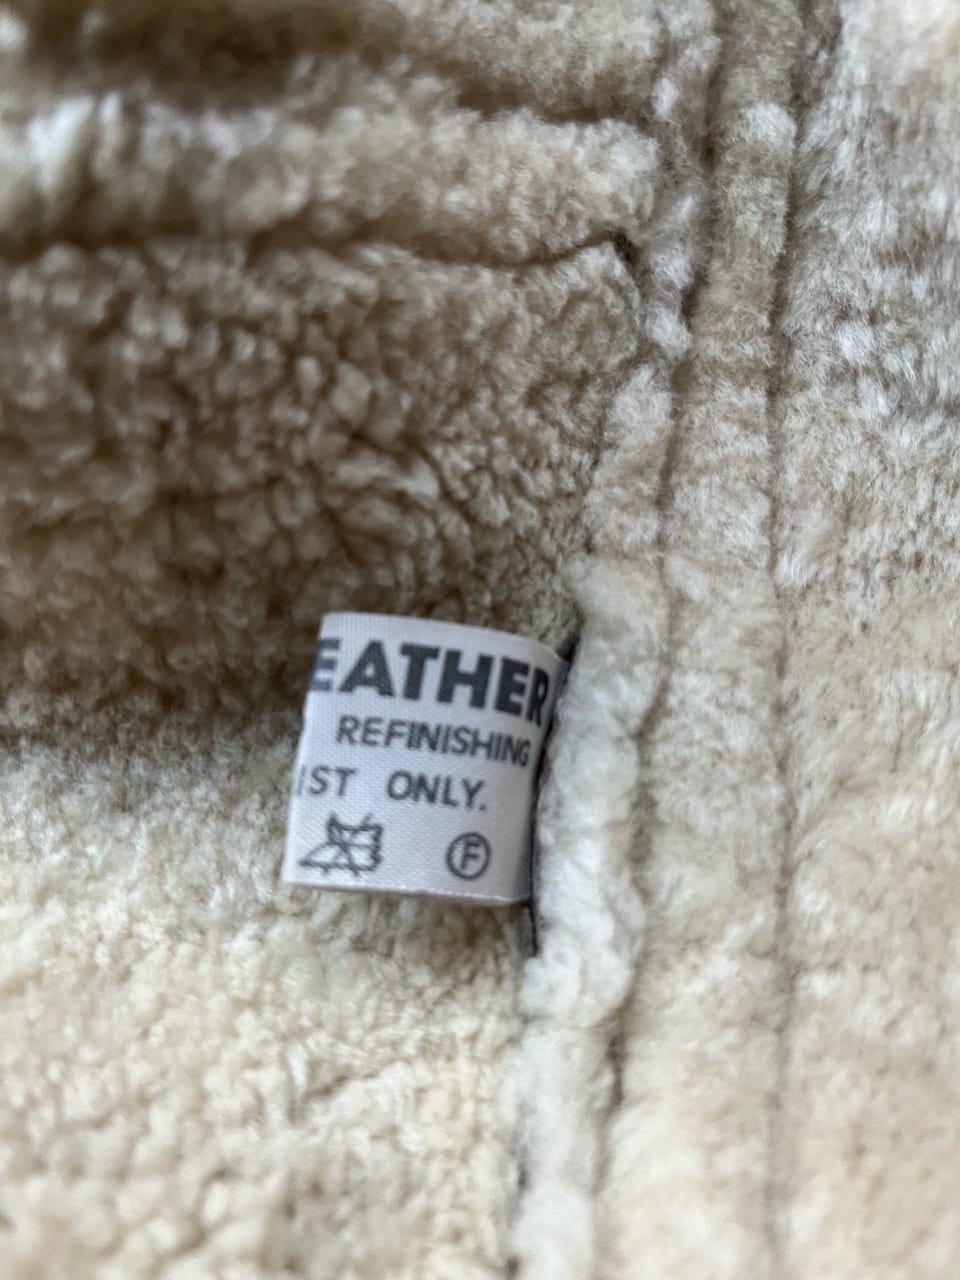 EATHER
REFINISHING
IST ONLY.
F